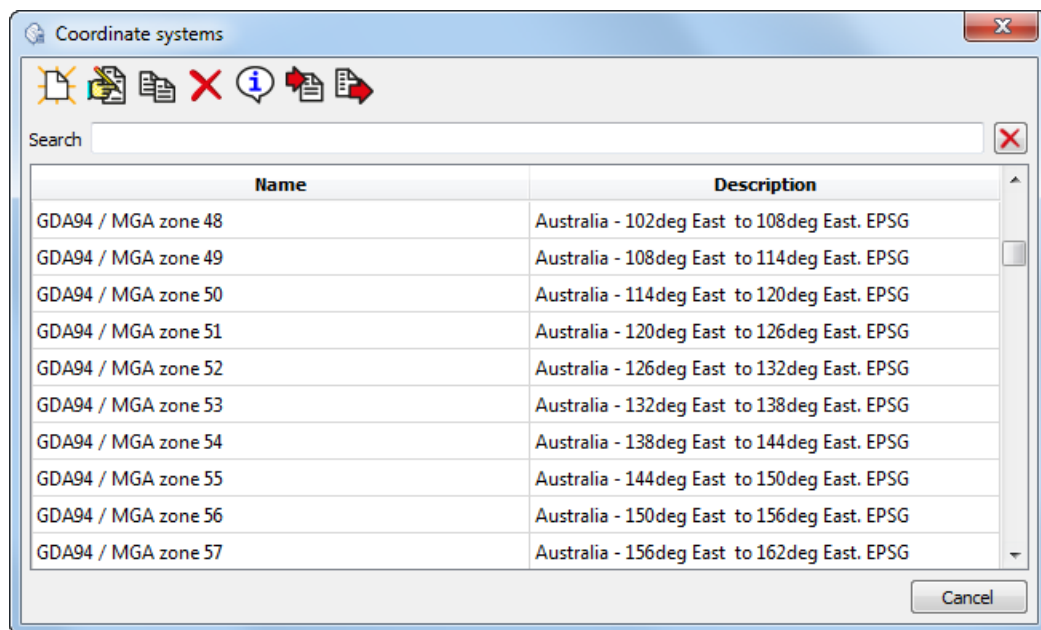 Coordinate systems
Search
Name Description
GDA94 / MGA zone 48 Australia - 102deg East to 108deg East. EPSG
GDA94 / MGA zone 49 Australia - 108deg East to 114deg East. EPSG
GDA94 / MGA zone 50 Australia - 114deg East to 120deg East. EPSG
GDA94 / MGA zone 51 Australia - 120deg East to 126deg East. EPSG
GDA94 / MGA zone 52 Australia - 126deg East to 132deg East. EPSG
GDA94 / MGA zone 53 Australia - 132deg East to 138deg East. EPSG
GDA94 / MGA zone 54 Australia - 138deg East to 144deg East. EPSG
GDA94 / MGA zone 55 Australia - 144deg East to 150deg East. EPSG
GDA94 / MGA zone 56 Australia - 150deg East to 156deg East. EPSG
GDA94 / MGA zone 57 Australia - 156deg East to 162deg East. EPSG
Cancel